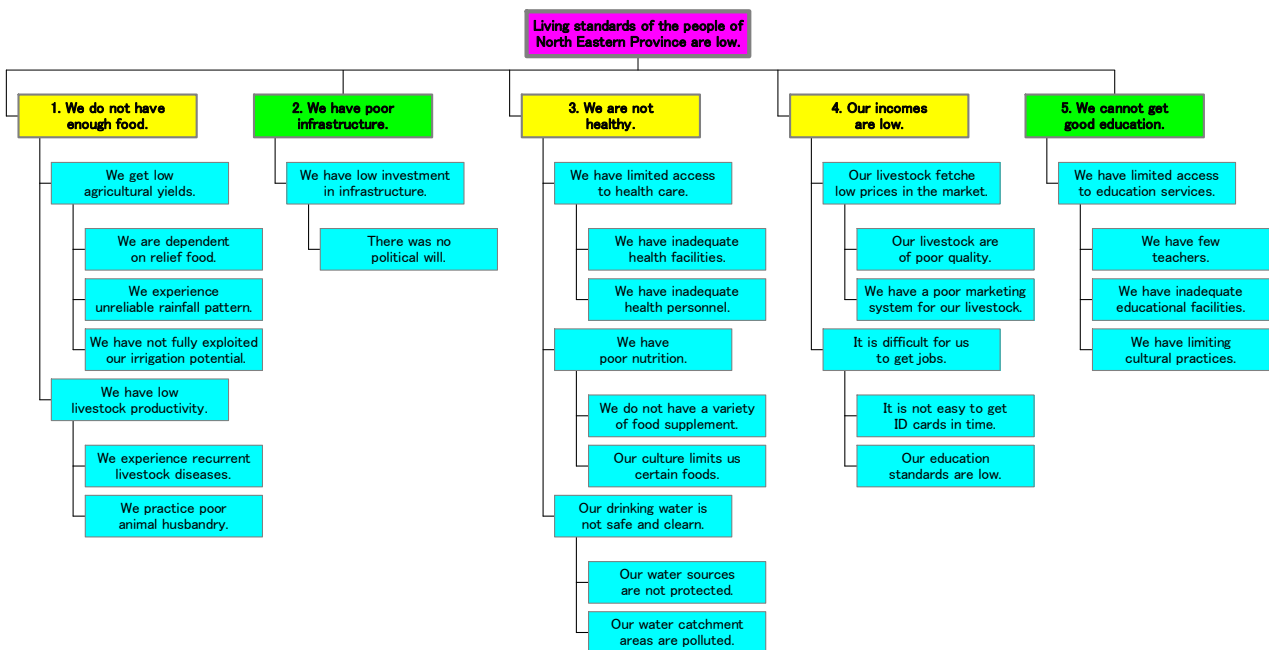 Living standards of the people of
North Eastern Province are low.
1. We do not have
enough food.
We get low
agricultural yields.
We are dependent
on relief food.
We experience
unreliable rainfall pattern.
We have not fully exploited
our irrigation potential.
We have low
livestock productivity.
We experience recurrent
livestock diseases.
We practice poor
animal husbandry.
2. We have poor
infrastructure.
We have low investment
in infrastructure.
There was no
political will.
3. We are not
healthy.
We have limited access
to health care.
We have inadequate
health facilities.
We have inadequate
health personnel.
We have
poor nutrition.
We do not have a variety
of food supplement.
Our culture limits us
certain foods.
Our drinking water is
not safe and clearn.
Our water sources
are not protected.
Our water catchment
areas are polluted.
4. Our incomes
are low.
Our livestock fetche
low prices in the market.
Our livestock are
of poor quality.
We have a poor marketing
system for our livestock.
It is difficult for us
to get jobs.
It is not easy to get
ID cards in time.
Our education
standards are low.
5. We cannot get
good education.
We have limited access
to education services.
We have few
teachers.
We have inadequate
educational facilities.
We have limiting
cultural practices.